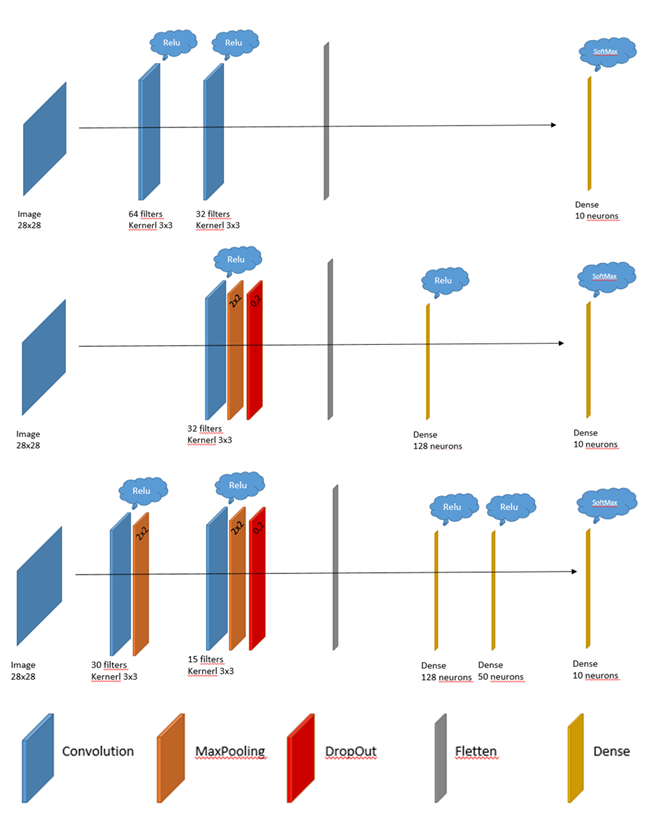 Relu
Relu
SoftMax
Image
28x28
64 filters
Kernerl 3x3
32 filters
Kernerl 3x3
Dense
10 neurons
Relu
2x2
0,2
Relu
SoftMax
Image
28x28
32 filters
Kernerl 3x3
Dense
128 neurons
Dense
10 neurons
Relu
2x2
Relu
2x2
0,2
Relu
Relu
SoftMax
Image
28x28
30 filters
Kernerl 3x3
15 filters
Kernerl 3x3
Dense
128 neurons
Dense
50 neurons
Dense
10 neurons
Convolution
MaxPooling
DropOut
Fletten
Dense